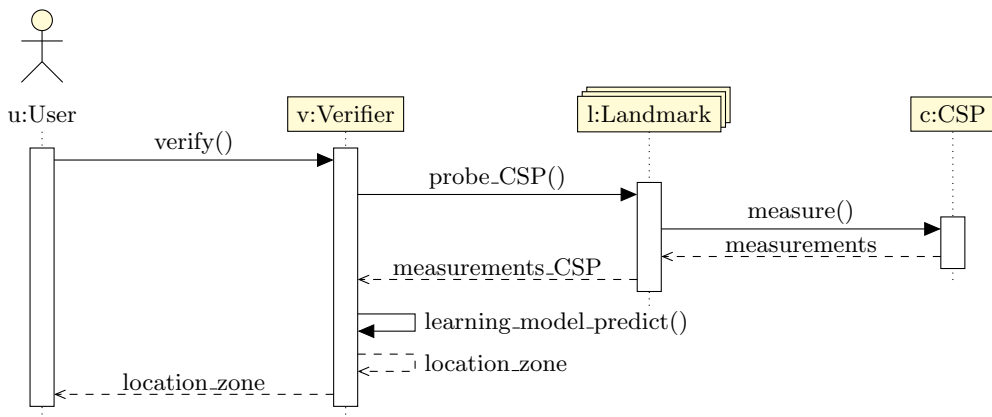 u:User
v:Verifier
l:Landmark
c:CSP
verify()
probe_CSP()
measure()
measurements
measurements_CSP
learning_model_predict()
location_zone
location_zone